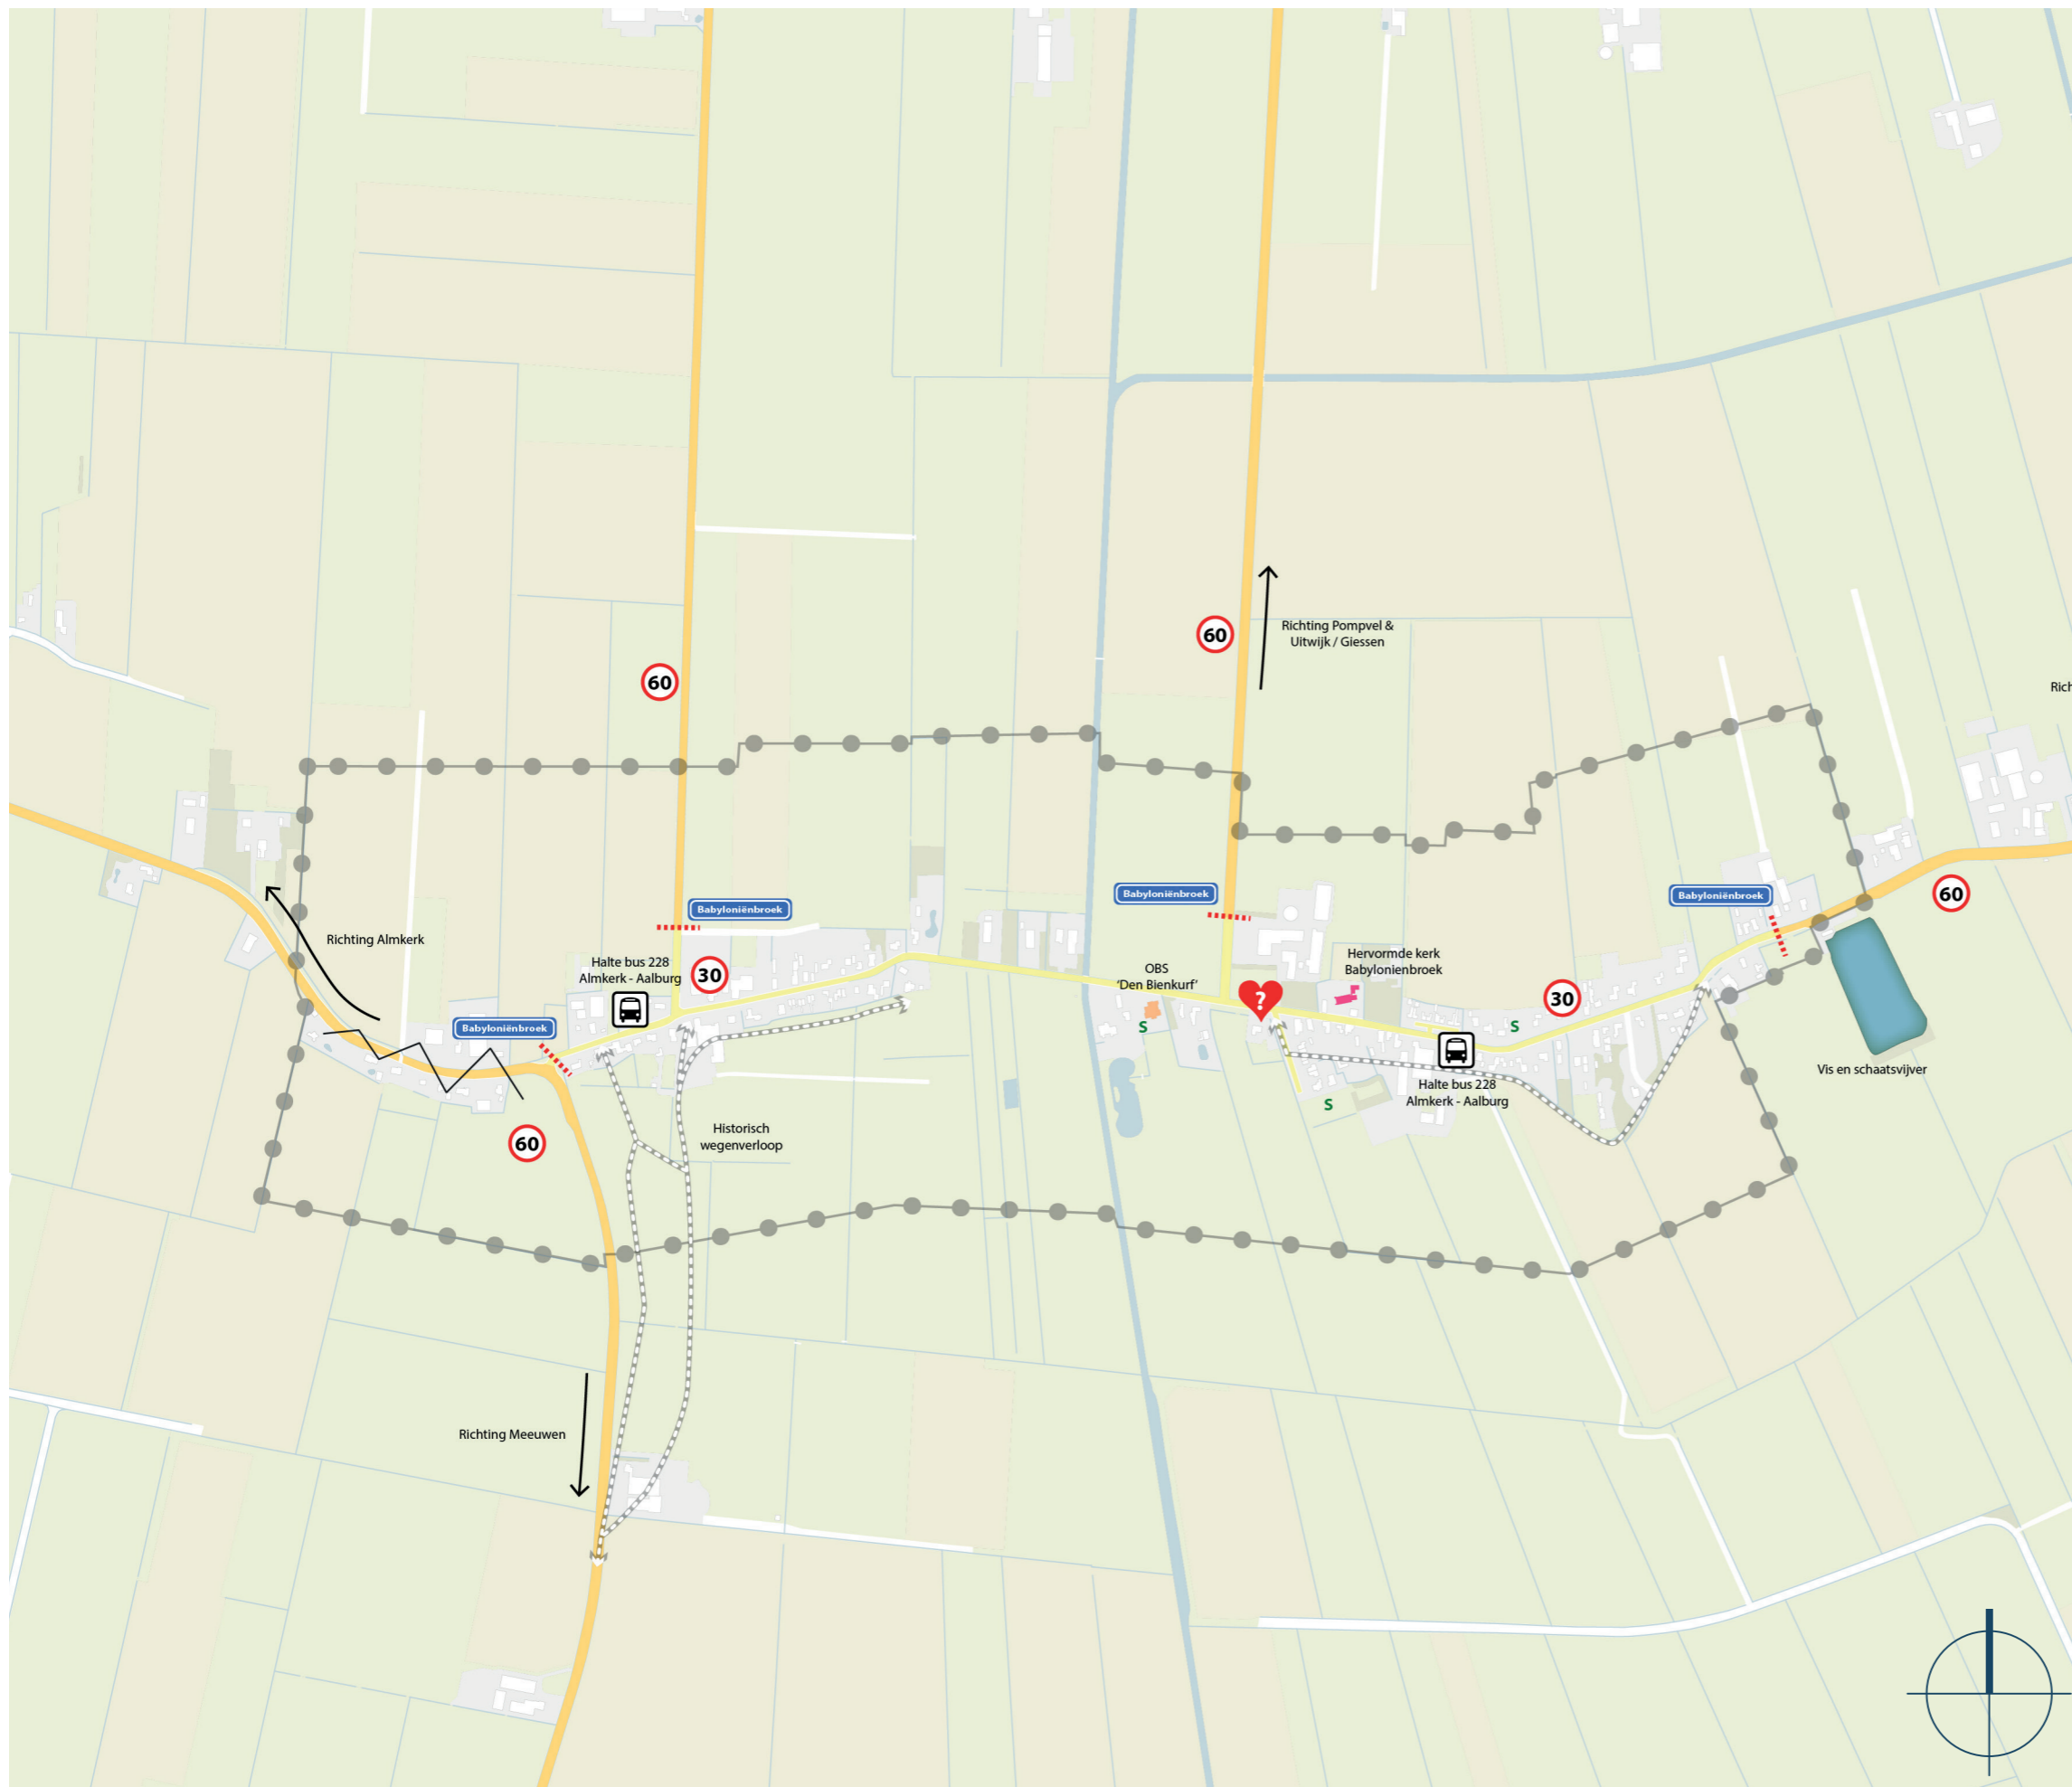 60
Richting Pompvel &
Uitwijk / Giessen
60
Rich
Babyloniënbroek
Babyloniënbroek
Babyloniënbroek
60
Richting Almkerk
Halte bus 228
Almkerk - Aalburg
30
OBS
‘Den Bienkurf’
Hervormde kerk
Babylonienbroek
?
30
S
S
Babyloniënbroek
Vis en schaatsvijver
Halte bus 228
Almkerk - Aalburg
S
60
Historisch
wegenverloop
Richting Meeuwen